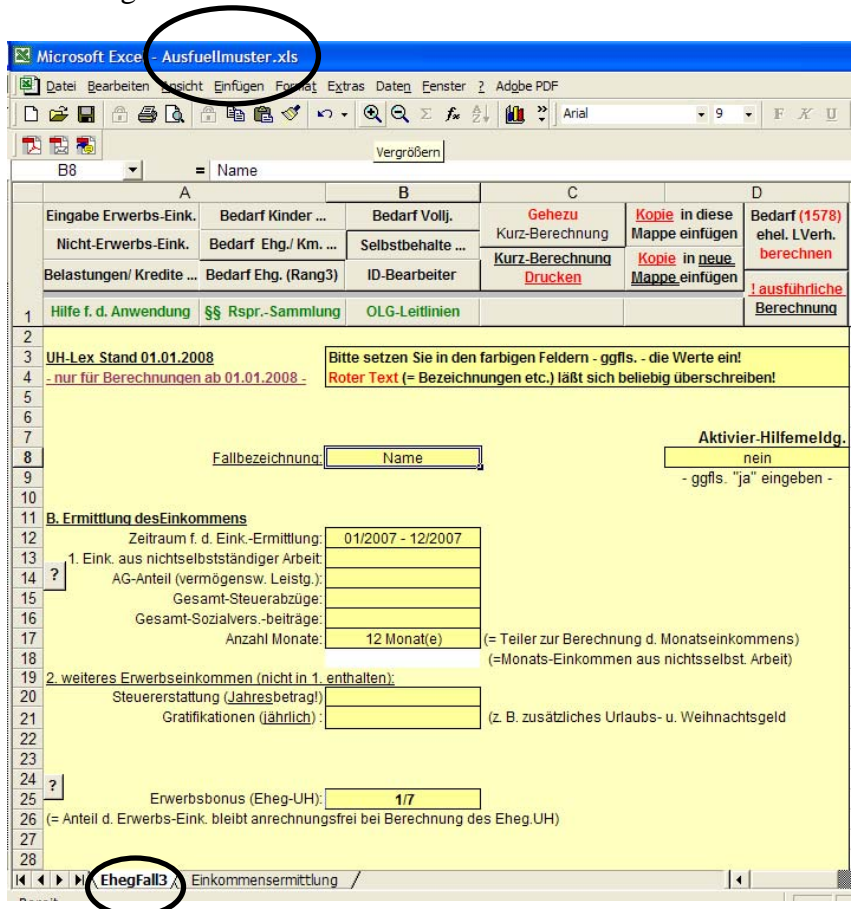 Microsoft Excel - Ausfuellmuster.xls
Datei Bearbeiten Ansicht Einfügen Format Extras Daten Fenster ? Adobe PDF
Arial 9 F K U
Vergrößern
B8 = Name
A B C D
Eingabe Erwerbs-Eink. Bedarf Kinder ... Bedarf Vollj. Gehezu Kurz-Berechnung Kopie in diese Mappe einfügen Bedarf (1578) ehel. LVerh. berechnen
Nicht-Erwerbs-Eink. Bedarf Ehg./ Km. ... Selbstbehalte ...
Belastungen/ Kredite ... Bedarf Ehg. (Rang3) ID-Bearbeiter Kurz-Berechnung Drucken Kopie in neue Mappe einfügen ! ausführliche Berechnung
1 Hilfe f. d. Anwendung §§ Rspr.-Sammlung OLG-Leitlinien
2
3 UH-Lex Stand 01.01.2008 Bitte setzen Sie in den farbigen Feldern - ggfls. - die Werte ein!
4 - nur für Berechnungen ab 01.01.2008 - Roter Text (= Bezeichnungen etc.) läßt sich beliebig überschreiben!
5
6
7 Aktivier-Hilfemeldg.
8 Fallbezeichnung: Name nein
9 - ggfls. "ja" eingeben -
10
11 B. Ermittlung desEinkommens
12 Zeitraum f. d. Eink.-Ermittlung: 01/2007 - 12/2007
13 1. Eink. aus nichtselbstständiger Arbeit:
14 ? AG-Anteil (vermögensw. Leistg.):
15 Gesamt-Steuerabzüge:
16 Gesamt-Sozialvers.-beiträge:
17 Anzahl Monate: 12 Monat(e) (= Teiler zur Berechnung d. Monatseinkommens)
18 (=Monats-Einkommen aus nichtsselbst. Arbeit)
19 2. weiteres Erwerbseinkommen (nicht in 1. enthalten):
20 Steuererstattung (Jahresbetrag!)
21 Gratifikationen (jährlich) : (z. B. zusätzliches Urlaubs- u. Weihnachtsgeld
22
23
24 ?
25 Erwerbsbonus (Eheg-UH): 1/7
26 (= Anteil d. Erwerbs-Eink. bleibt anrechnungsfrei bei Berechnung des Eheg.UH)
27
28
EhegFall3 Einkommensermittlung